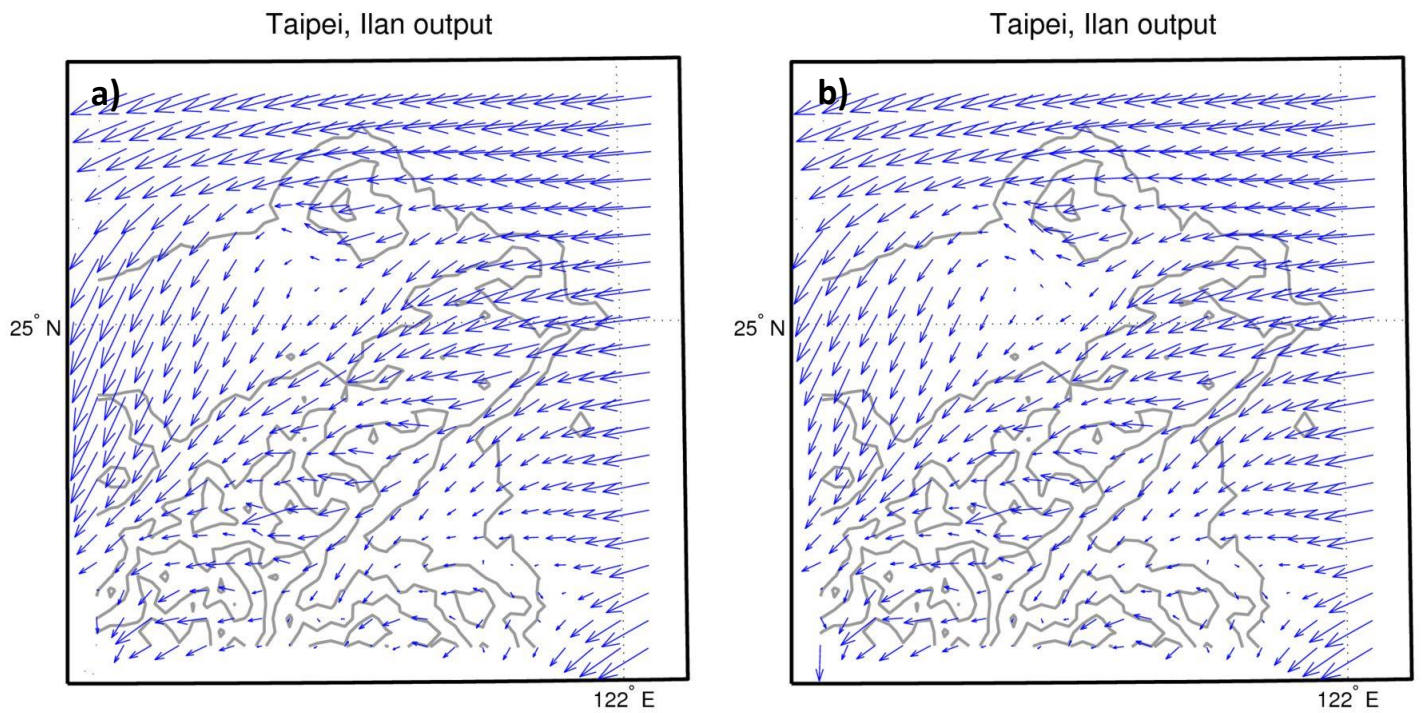 Taipei, Ilan output
a)
25° N
122° E
Taipei, Ilan output
b)
25° N
122° E